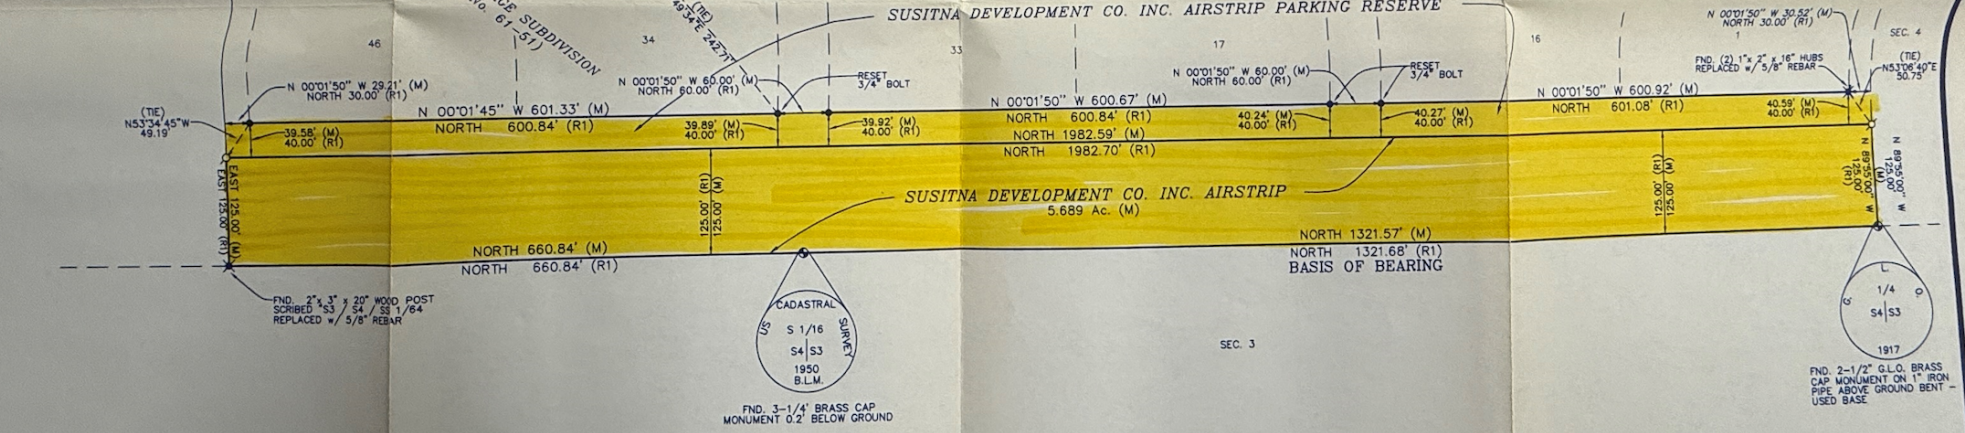 SUSITNA DEVELOPMENT CO. INC. AIRSTRIP PARKING RESERVE
CE SUBDIVISION
No. 61-51)
(TIE)
49'34"E 242.71'
46
34
33
17
16
1
SEC. 4
N 00°01'50" W 30.52' (M)
NORTH 30.00' (R1)
FND. (2) 1"x 2" x 16" HUBS
REPLACED w/ 5/8" REBAR
(TIE)
N53°06'40"E
50.75'
N 00°01'50" W 29.21' (M)
NORTH 30.00' (R1)
(TIE)
N53°34'45"W
49.19'
N 00°01'45" W 601.33' (M)
NORTH 600.84' (R1)
N 00°01'50" W 60.00' (M)
NORTH 60.00' (R1)
RESET
3/4" BOLT
N 00°01'50" W 600.67' (M)
NORTH 600.84' (R1)
N 00°01'50" W 60.00' (M)
NORTH 60.00' (R1)
RESET
3/4" BOLT
N 00°01'50" W 600.92' (M)
NORTH 601.08' (R1)
39.58' (M)
40.00' (R1)
39.89' (M)
40.00' (R1)
39.92' (M)
40.00' (R1)
40.24' (M)
40.00' (R1)
40.27' (M)
40.00' (R1)
40.59' (M)
40.00' (R1)
NORTH 1982.59' (M)
NORTH 1982.70' (R1)
EAST 125.00' (M)
EAST 125.00' (R1)
125.00' (R1)
125.00' (M)
SUSITNA DEVELOPMENT CO. INC. AIRSTRIP
5.689 Ac. (M)
125.00' (R1)
125.00' (M)
N 89°55'00" W
125.00'
(R1)
N 89°55'00" W
125.00'
(M)
NORTH 660.84' (M)
NORTH 660.84' (R1)
NORTH 1321.57' (M)
NORTH 1321.68' (R1)
BASIS OF BEARING
FND. 2"x 3" x 20" WOOD POST
SCRIBED "S3 / S4 / SS 1/64
REPLACED w/ 5/8" REBAR
US CADASTRAL SURVEY
S 1/16
S4 S3
1950
B.L.M.
FND. 3-1/4' BRASS CAP
MONUMENT 0.2' BELOW GROUND
SEC. 3
G. L. O.
1/4
S4 S3
1917
FND. 2-1/2" G.L.O. BRASS
CAP MONUMENT ON 1" IRON
PIPE ABOVE GROUND BENT -
USED BASE